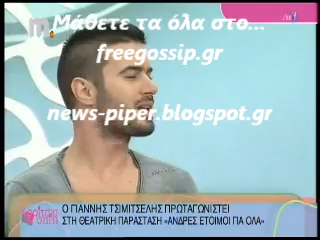 Μάθετε τα όλα στο...
freegossip.gr
news-piper.blogspot.gr
Ο ΓΙΑΝΝΗΣ ΤΣΙΜΙΤΣΕΛΗΣ ΠΡΩΤΑΓΩΝΙΣΤΕΙ
ΣΤΗ ΘΕΑΤΡΙΚΗ ΠΑΡΑΣΤΑΣΗ «ΑΝΔΡΕΣ ΕΤΟΙΜΟΙ ΓΙΑ ΟΛΑ»